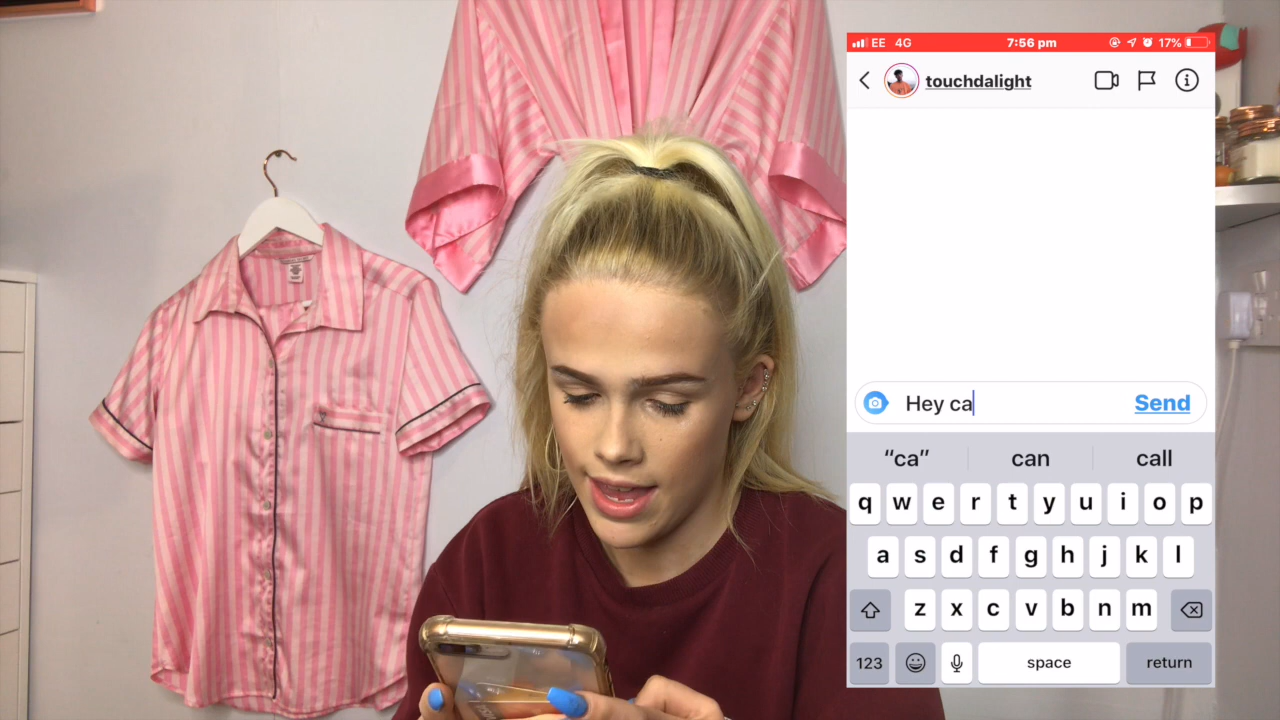 EE 4G 7:56 pm 17%
touchdalight
Hey ca Send
“ca” can call
q w e r t y u i o p
a s d f g h j k l
z x c v b n m
123 space return